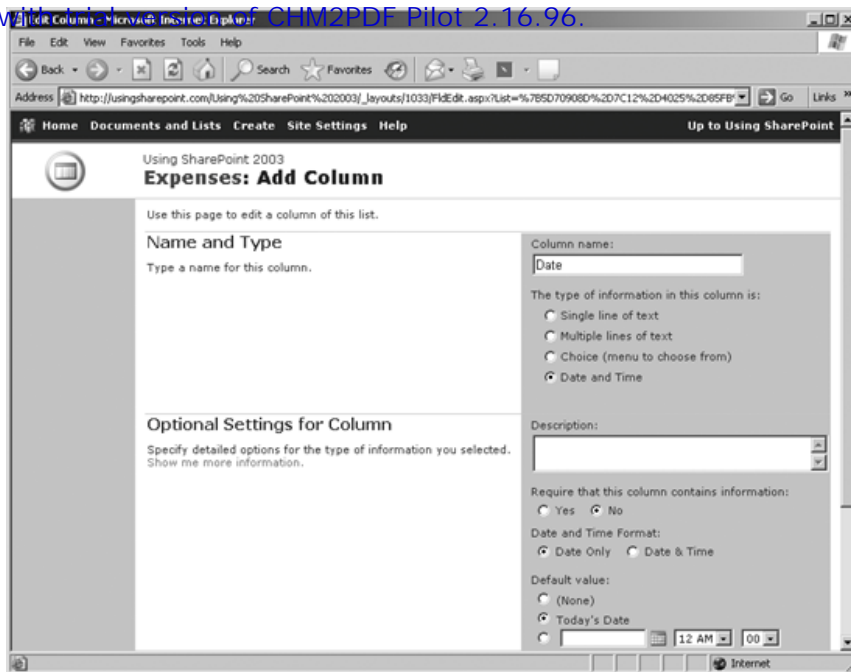 with trial version of CHM2PDF Pilot 2.16.96.
Edit Column - Microsoft Internet Explorer
File Edit View Favorites Tools Help
Back Search Favorites
Address http://usingsharepoint.com/Using%20SharePoint%202003/_layouts/1033/FldEdit.aspx?List=%7B5D70908D%2D7C12%2D4025%2D85FB Go Links »
Home Documents and Lists Create Site Settings Help Up to Using SharePoint
Using SharePoint 2003
Expenses: Add Column
Use this page to edit a column of this list.
Name and Type
Type a name for this column.
Column name:
Date
The type of information in this column is:
Single line of text
Multiple lines of text
Choice (menu to choose from)
Date and Time
Optional Settings for Column
Specify detailed options for the type of information you selected.
Show me more information.
Description:
Require that this column contains information:
Yes No
Date and Time Format:
Date Only Date & Time
Default value:
(None)
Today's Date
12 AM 00
Internet